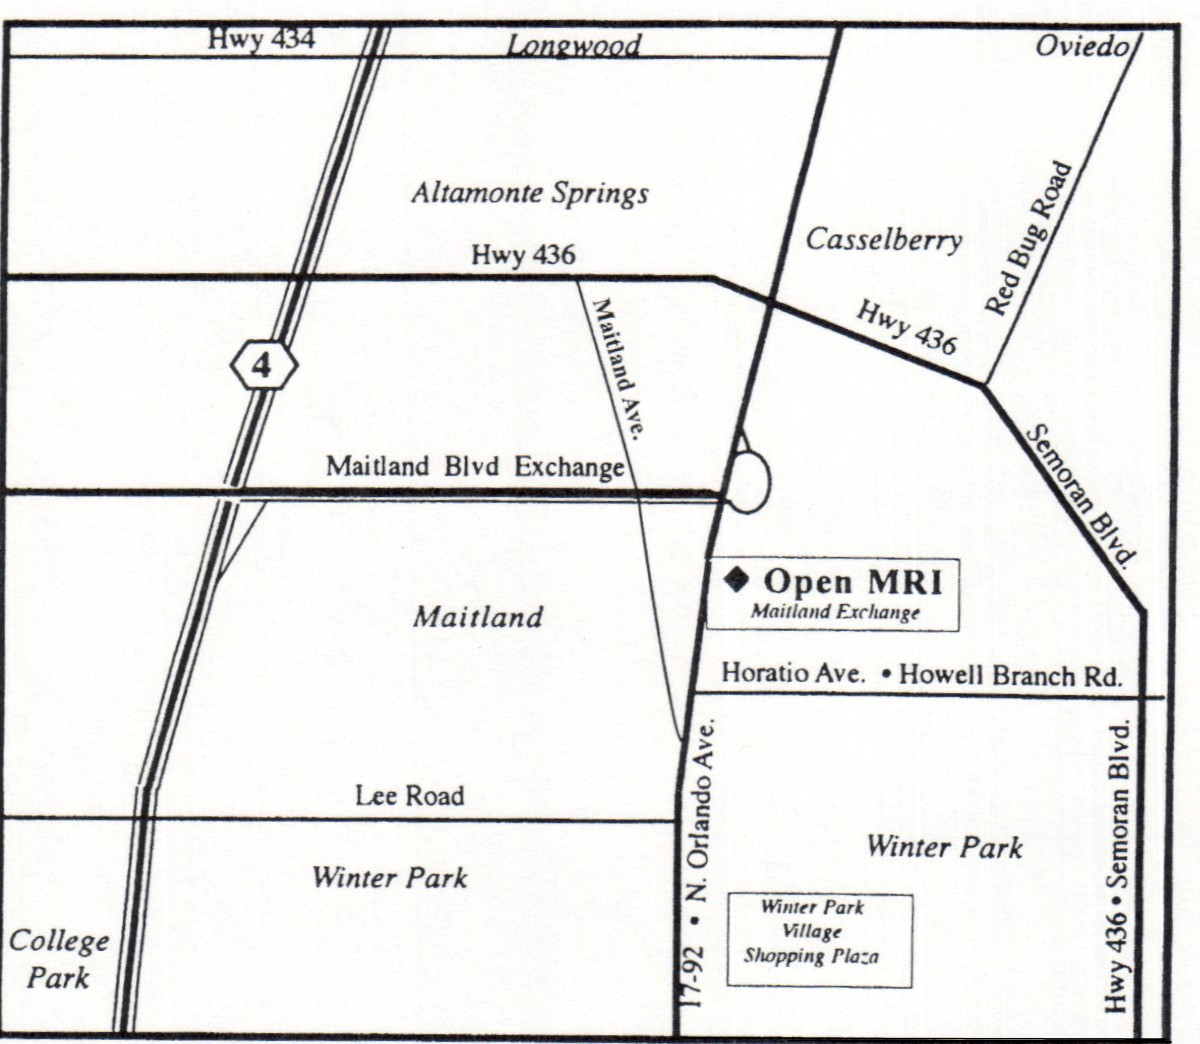 Hwy 434
Longwood
Oviedo
Altamonte Springs
Casselberry
Red Bug Road
Hwy 436
Hwy 436
Maitland Ave.
4
Semoran Blvd.
Maitland Blvd Exchange
Open MRI
Maitland Exchange
Maitland
Horatio Ave. • Howell Branch Rd.
17-92 • N. Orlando Ave.
Hwy 436 • Semoran Blvd.
Lee Road
Winter Park
Winter Park
Winter Park
Village
Shopping Plaza
College
Park